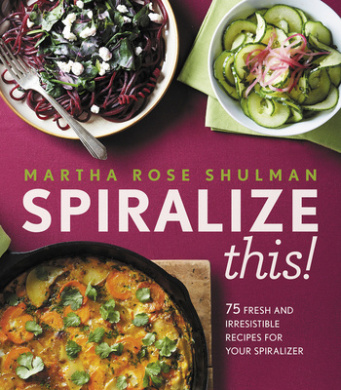 MARTHA ROSE SHULMAN
SPIRALIZE
this!
75 FRESH AND
IRRESISTIBLE
RECIPES FOR
YOUR SPIRALIZER